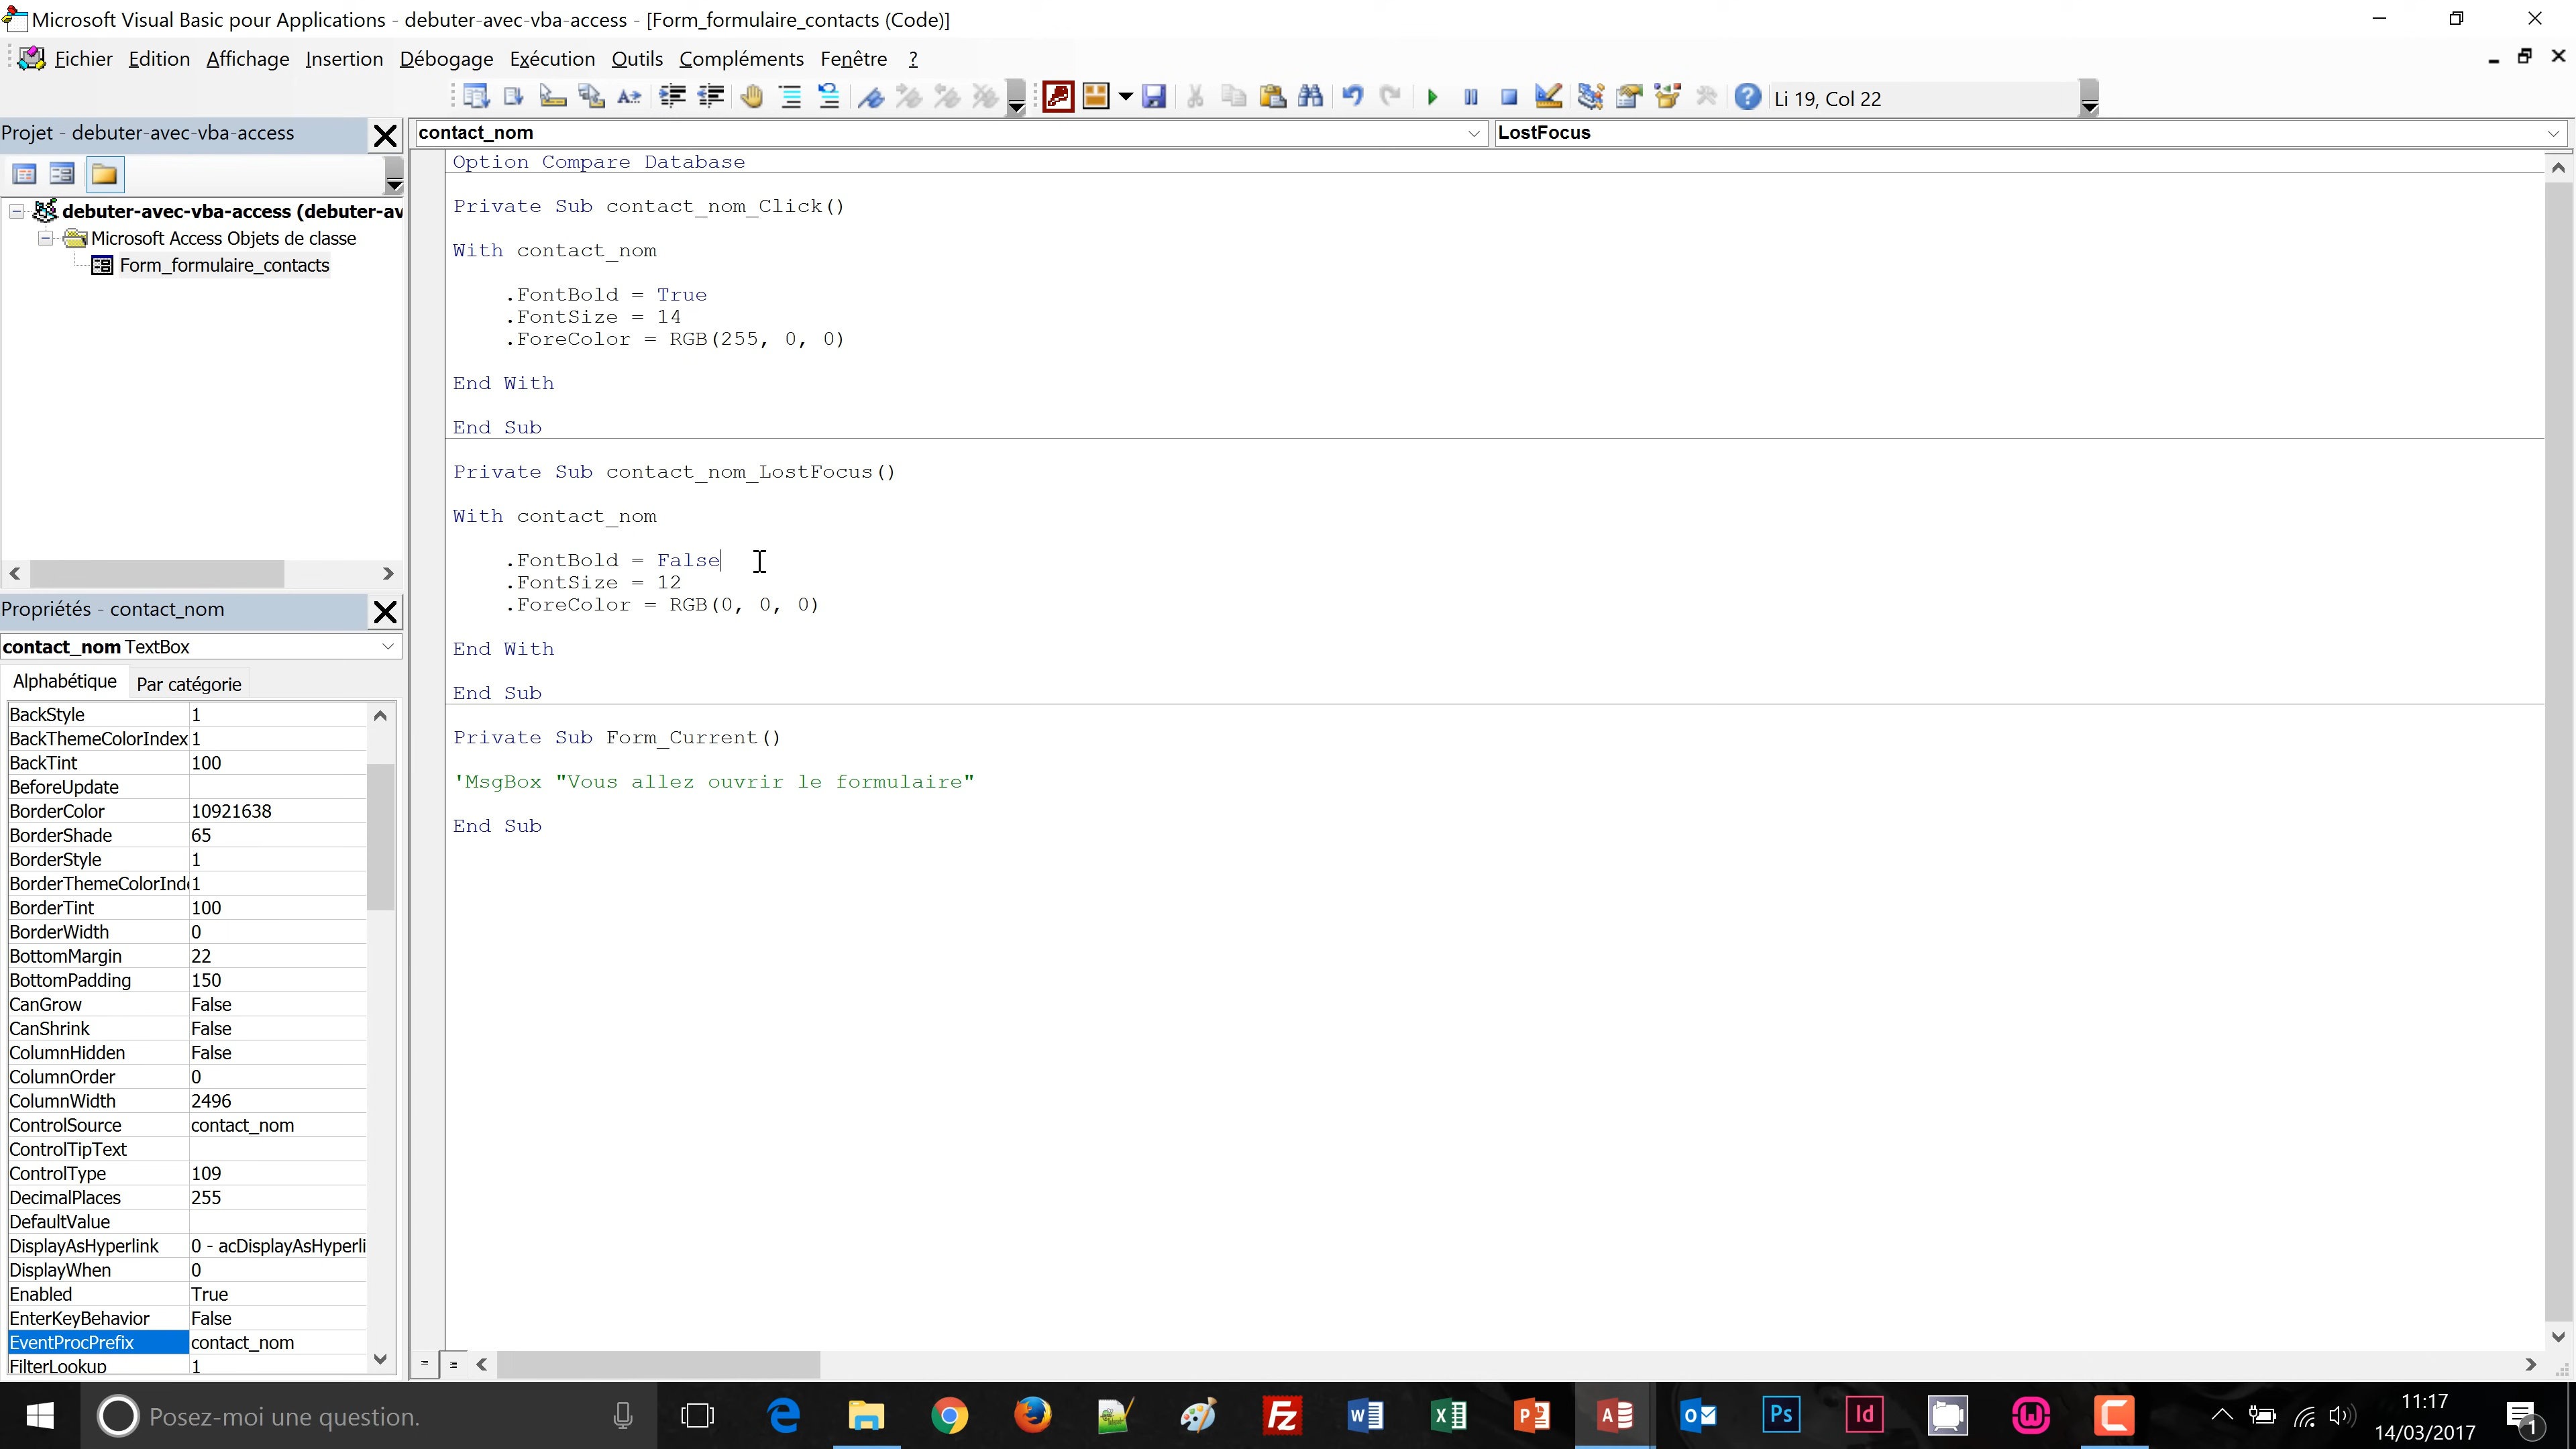 Microsoft Visual Basic pour Applications - debuter-avec-vba-access - [Form_formulaire_contacts (Code)]
Fichier Edition Affichage Insertion Débogage Exécution Outils Compléments Fenêtre ?
Li 19, Col 22
Projet - debuter-avec-vba-access
debuter-avec-vba-access (debuter-av
Microsoft Access Objets de classe
Form_formulaire_contacts
Propriétés - contact_nom
contact_nom TextBox
Alphabétique Par catégorie
BackStyle 1
BackThemeColorIndex 1
BackTint 100
BeforeUpdate
BorderColor 10921638
BorderShade 65
BorderStyle 1
BorderThemeColorInd 1
BorderTint 100
BorderWidth 0
BottomMargin 22
BottomPadding 150
CanGrow False
CanShrink False
ColumnHidden False
ColumnOrder 0
ColumnWidth 2496
ControlSource contact_nom
ControlTipText
ControlType 109
DecimalPlaces 255
DefaultValue
DisplayAsHyperlink 0 - acDisplayAsHyperli
DisplayWhen 0
Enabled True
EnterKeyBehavior False
EventProcPrefix contact_nom
FilterLookup 1
contact_nom LostFocus
Option Compare Database
Private Sub contact_nom_Click()
With contact_nom
.FontBold = True
.FontSize = 14
.ForeColor = RGB(255, 0, 0)
End With
End Sub
Private Sub contact_nom_LostFocus()
With contact_nom
.FontBold = False
.FontSize = 12
.ForeColor = RGB(0, 0, 0)
End With
End Sub
Private Sub Form_Current()
'MsgBox "Vous allez ouvrir le formulaire"
End Sub
Posez-moi une question.
11:17
14/03/2017
1